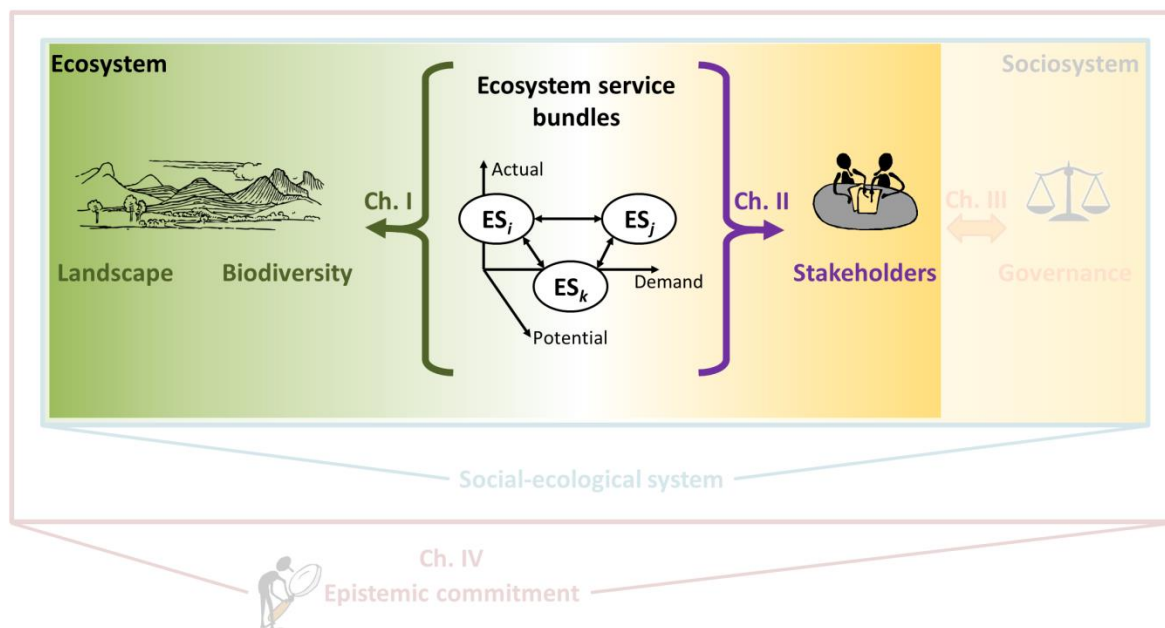 Ecosystem
Sociosystem
Ecosystem service
bundles
Actual
Ch. I
ESi
ESj
Ch. II
Ch. III
Landscape
Biodiversity
ESk
Demand
Stakeholders
Governance
Potential
Social-ecological system
Ch. IV
Epistemic commitment